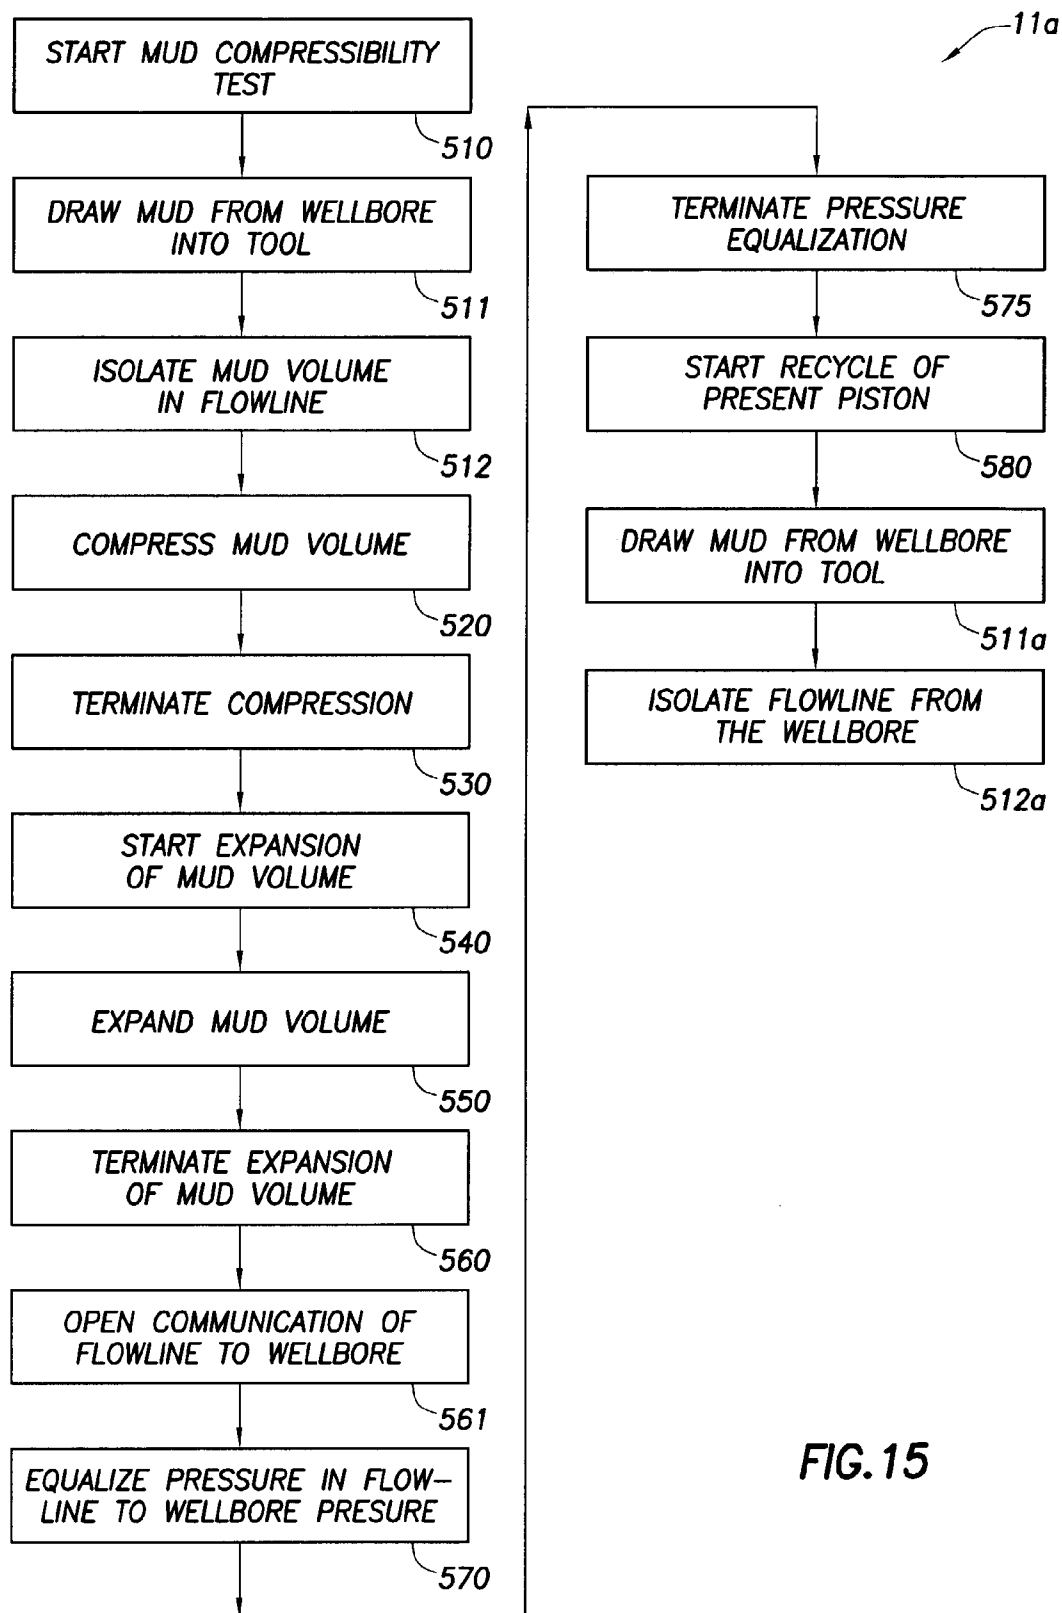 11a
START MUD COMPRESSIBILITY
TEST
510
DRAW MUD FROM WELLBORE
INTO TOOL
511
ISOLATE MUD VOLUME
IN FLOWLINE
512
COMPRESS MUD VOLUME
520
TERMINATE COMPRESSION
530
START EXPANSION
OF MUD VOLUME
540
EXPAND MUD VOLUME
550
TERMINATE EXPANSION
OF MUD VOLUME
560
OPEN COMMUNICATION OF
FLOWLINE TO WELLBORE
561
EQUALIZE PRESSURE IN FLOW–
LINE TO WELLBORE PRESURE
570
TERMINATE PRESSURE
EQUALIZATION
575
START RECYCLE OF
PRESENT PISTON
580
DRAW MUD FROM WELLBORE
INTO TOOL
511a
ISOLATE FLOWLINE FROM
THE WELLBORE
512a
FIG.15